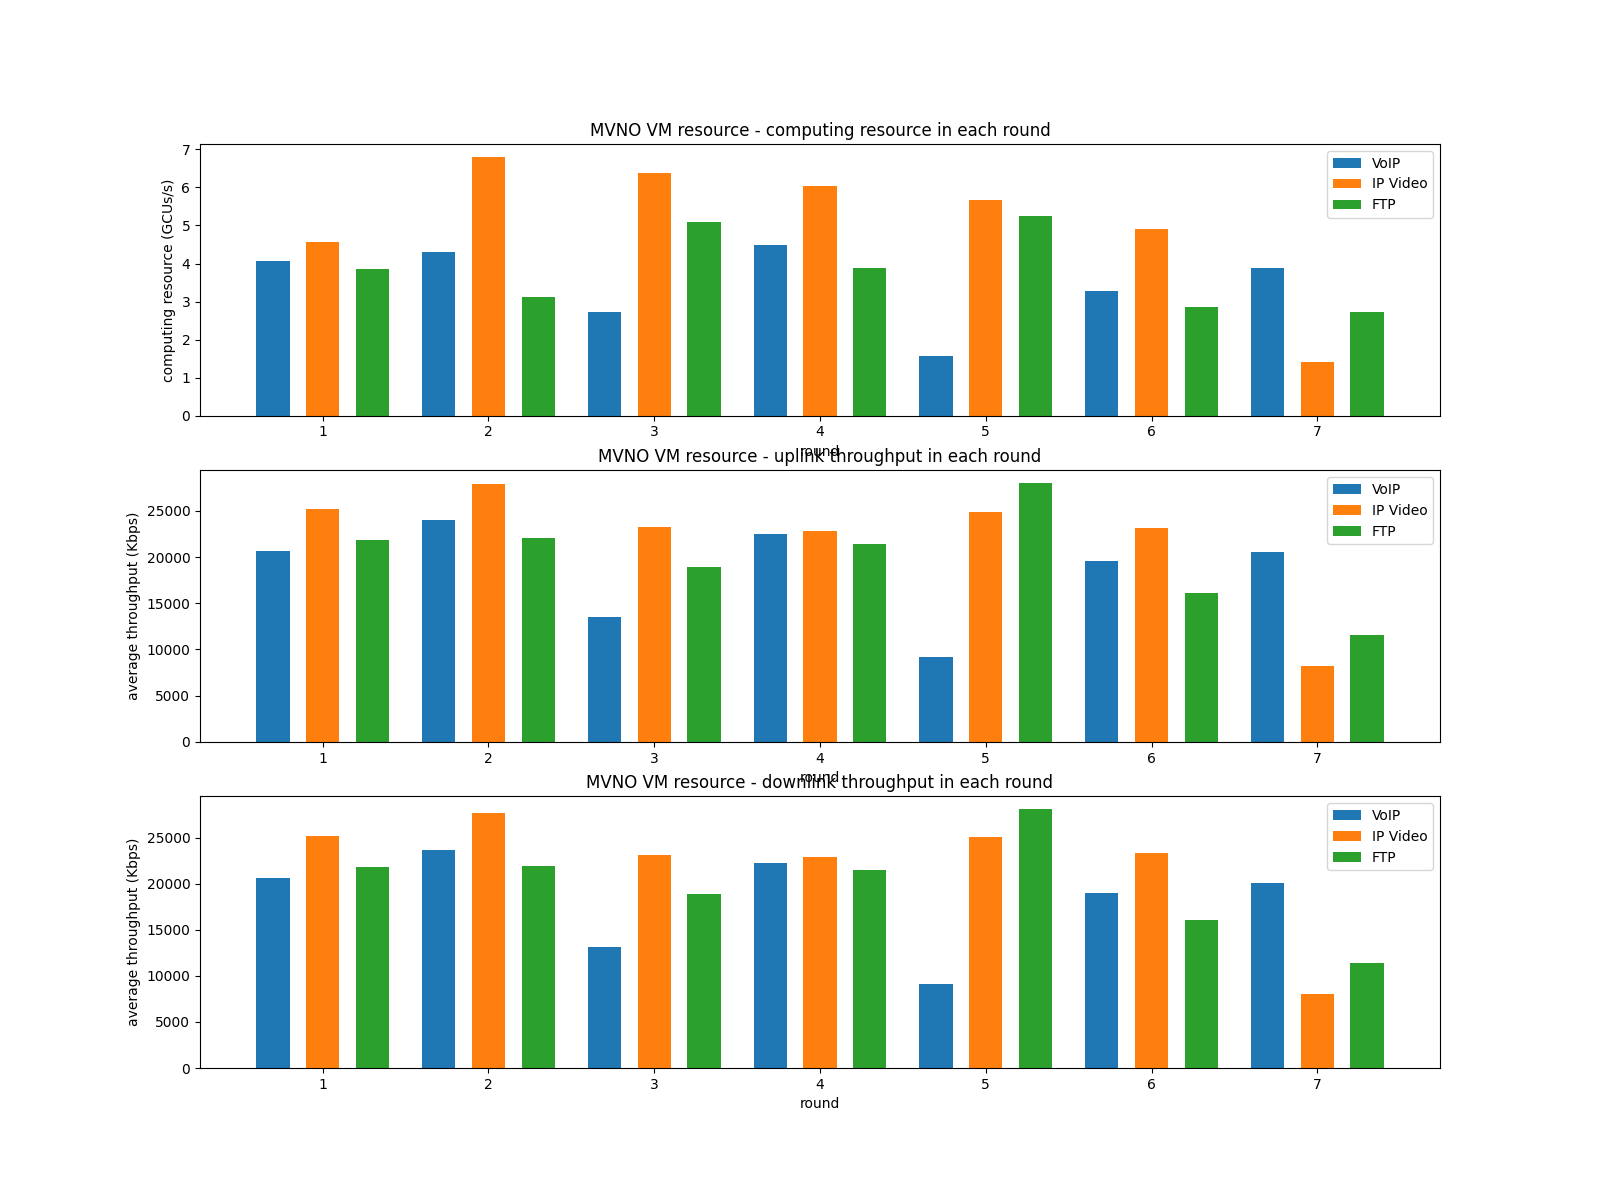 MVNO VM resource - computing resource in each round
computing resource (GCUs/s)
7
6
5
4
3
2
1
0
VoIP
IP Video
FTP
1 2 3 4 5 6 7
round
MVNO VM resource - uplink throughput in each round
average throughput (Kbps)
25000
20000
15000
10000
5000
0
VoIP
IP Video
FTP
1 2 3 4 5 6 7
round
MVNO VM resource - downlink throughput in each round
average throughput (Kbps)
25000
20000
15000
10000
5000
0
VoIP
IP Video
FTP
1 2 3 4 5 6 7
round